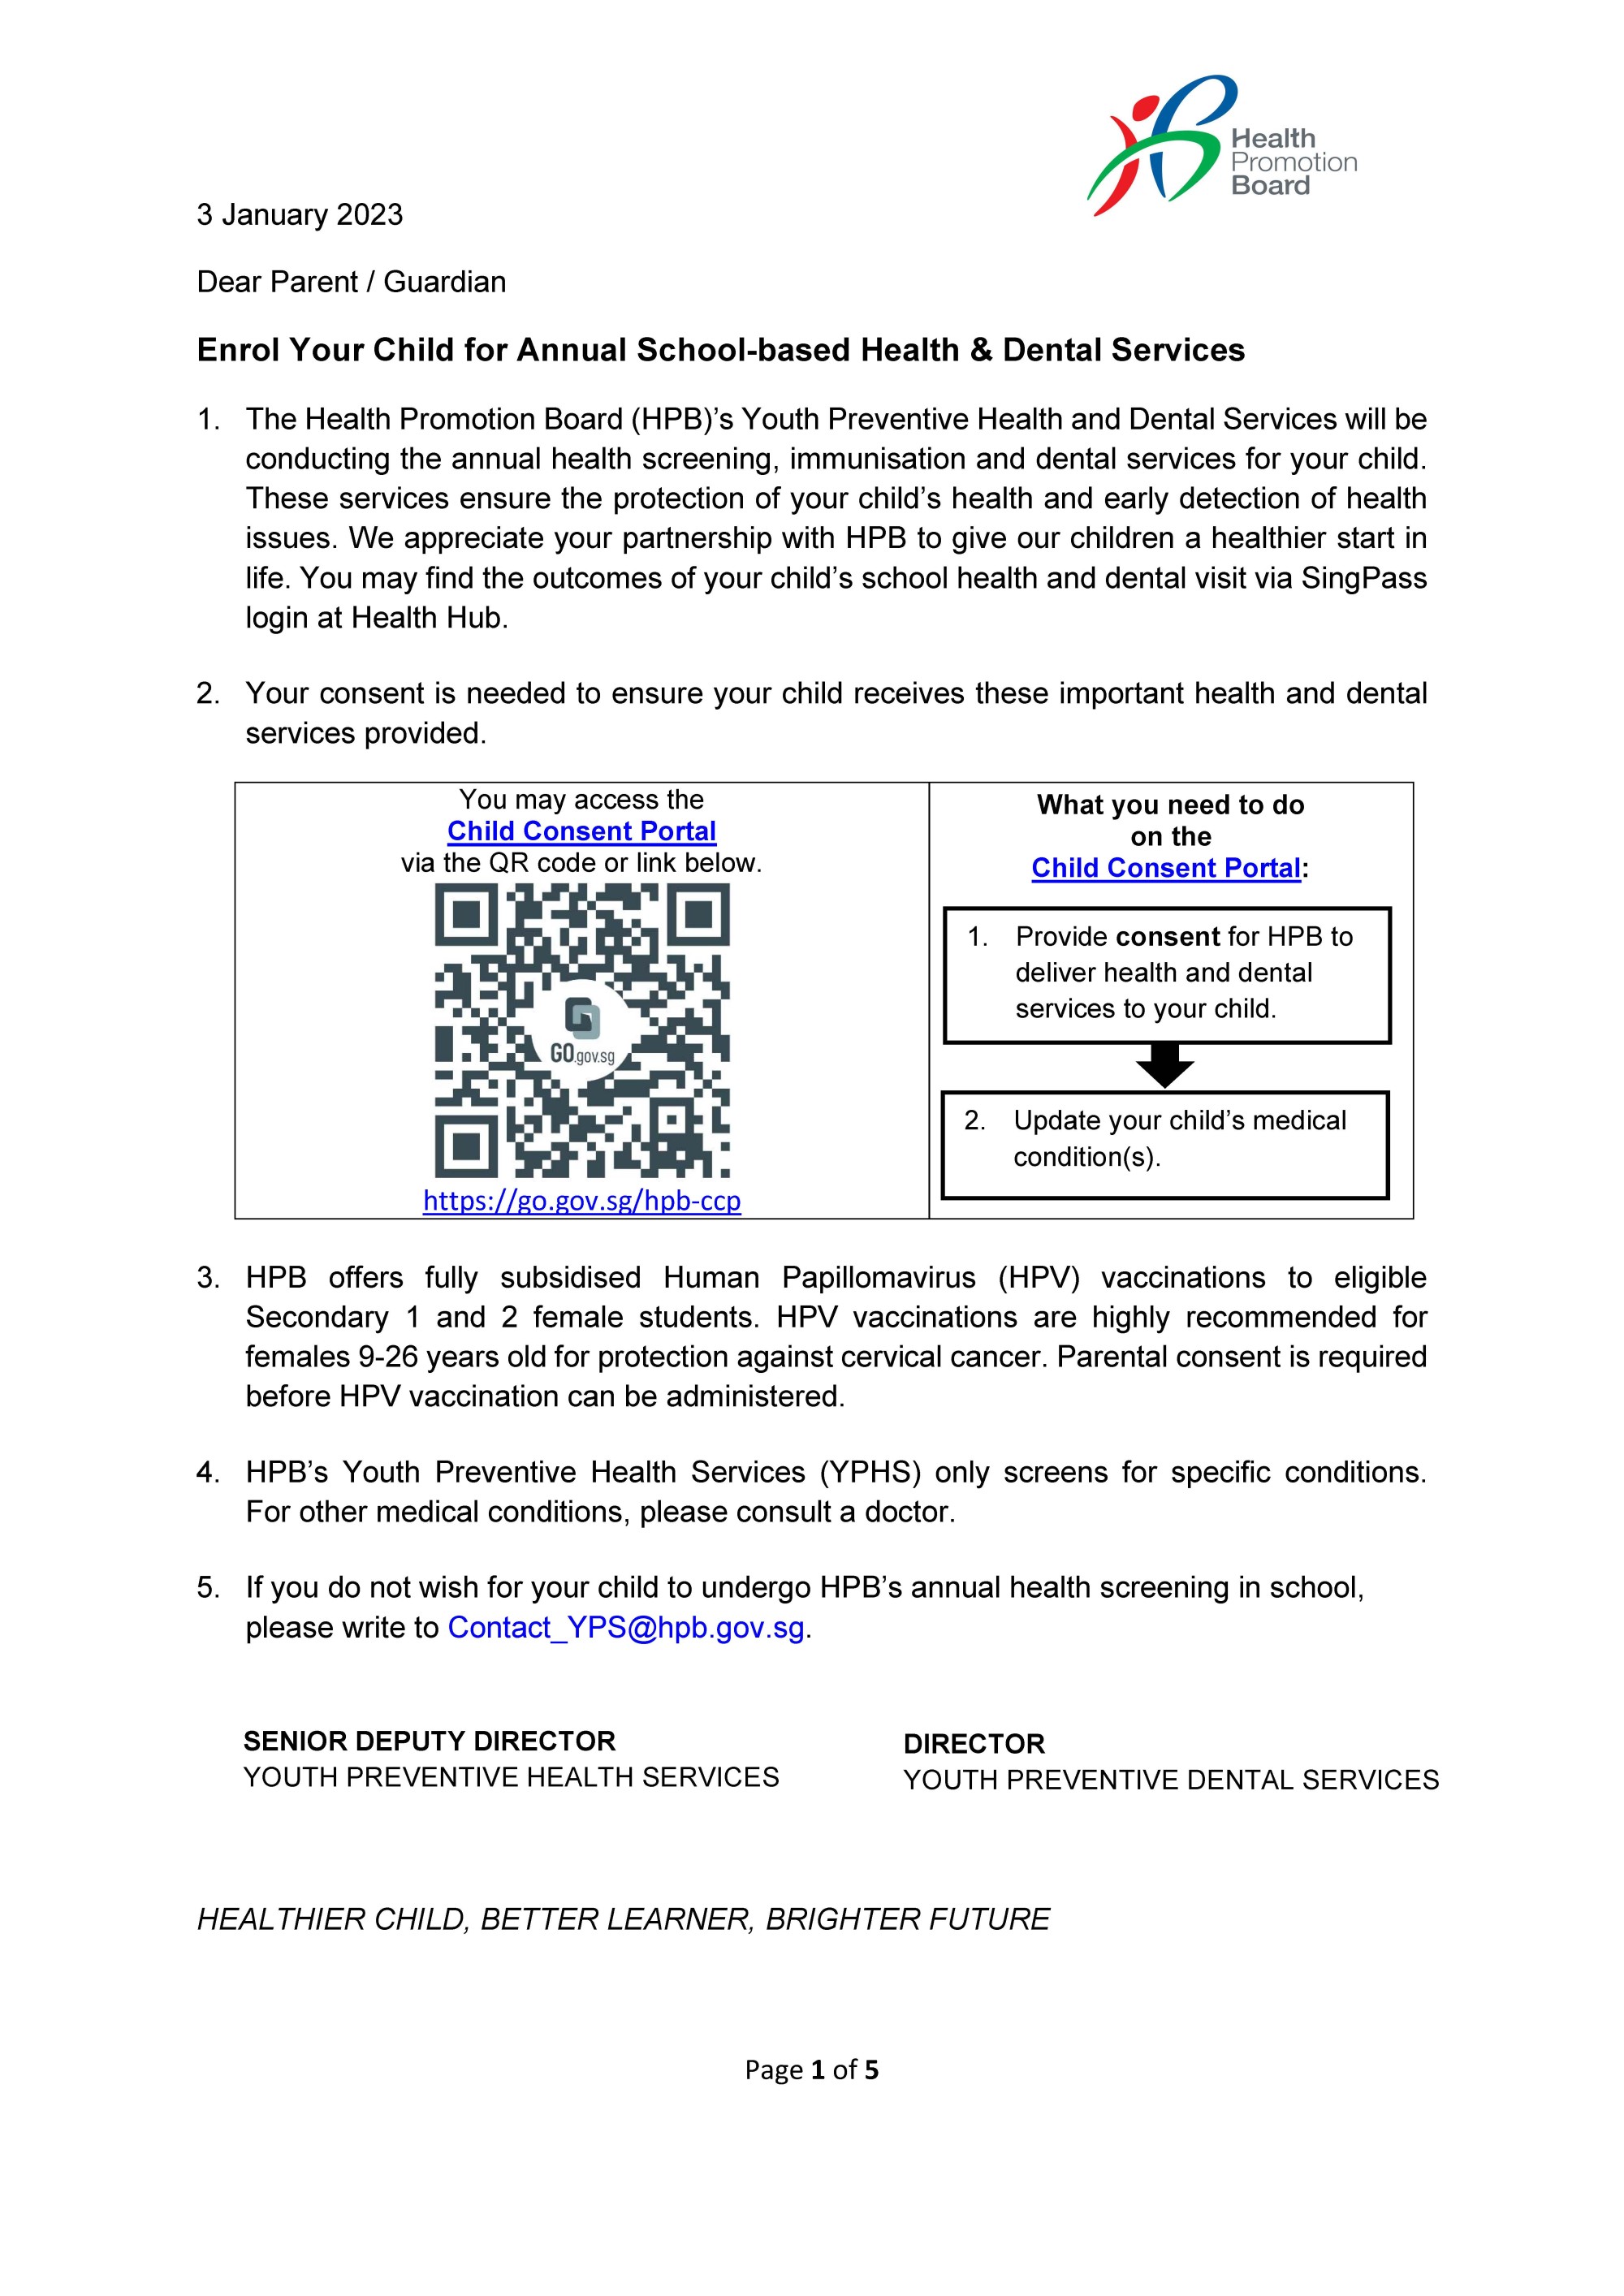 Health
Promotion
Board
3 January 2023
Dear Parent / Guardian
Enrol Your Child for Annual School-based Health & Dental Services
1. The Health Promotion Board (HPB)’s Youth Preventive Health and Dental Services will be
conducting the annual health screening, immunisation and dental services for your child.
These services ensure the protection of your child’s health and early detection of health
issues. We appreciate your partnership with HPB to give our children a healthier start in
life. You may find the outcomes of your child’s school health and dental visit via SingPass
login at Health Hub.
2. Your consent is needed to ensure your child receives these important health and dental
services provided.
You may access the
Child Consent Portal
via the QR code or link below.
GO.gov.sg
https://go.gov.sg/hpb-ccp
What you need to do
on the
Child Consent Portal:
1. Provide consent for HPB to
deliver health and dental
services to your child.
2. Update your child’s medical
condition(s).
3. HPB offers fully subsidised Human Papillomavirus (HPV) vaccinations to eligible
Secondary 1 and 2 female students. HPV vaccinations are highly recommended for
females 9-26 years old for protection against cervical cancer. Parental consent is required
before HPV vaccination can be administered.
4. HPB’s Youth Preventive Health Services (YPHS) only screens for specific conditions.
For other medical conditions, please consult a doctor.
5. If you do not wish for your child to undergo HPB’s annual health screening in school,
please write to Contact_YPS@hpb.gov.sg.
SENIOR DEPUTY DIRECTOR
YOUTH PREVENTIVE HEALTH SERVICES
DIRECTOR
YOUTH PREVENTIVE DENTAL SERVICES
HEALTHIER CHILD, BETTER LEARNER, BRIGHTER FUTURE
Page 1 of 5